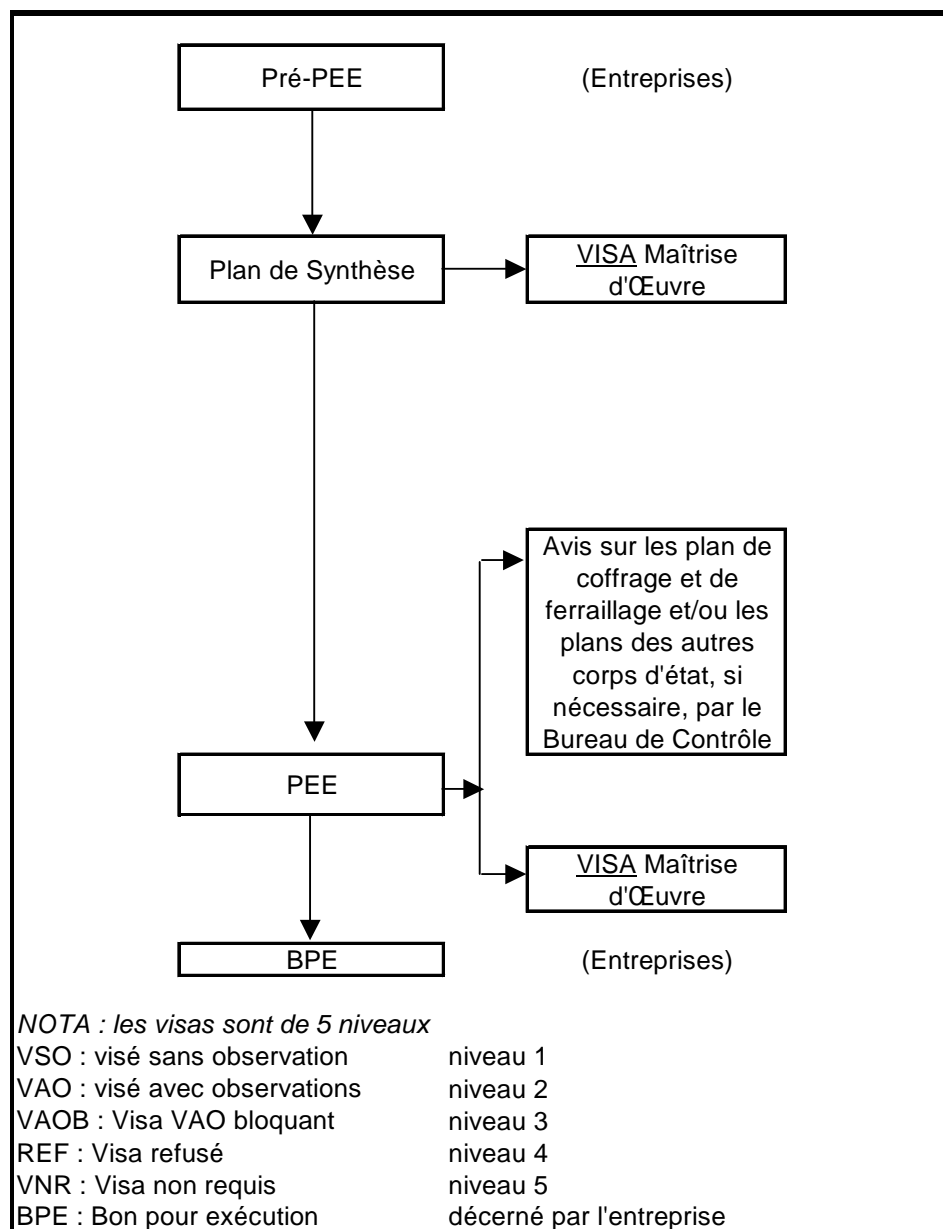 Pré-PEE (Entreprises)
Plan de Synthèse
VISA Maîtrise
d'Œuvre
Avis sur les plan de
coffrage et de
ferraillage et/ou les
plans des autres
corps d'état, si
nécessaire, par le
Bureau de Contrôle
PEE
VISA Maîtrise
d'Œuvre
BPE (Entreprises)
NOTA : les visas sont de 5 niveaux
VSO : visé sans observation niveau 1
VAO : visé avec observations niveau 2
VAOB : Visa VAO bloquant niveau 3
REF : Visa refusé niveau 4
VNR : Visa non requis niveau 5
BPE : Bon pour exécution décerné par l'entreprise